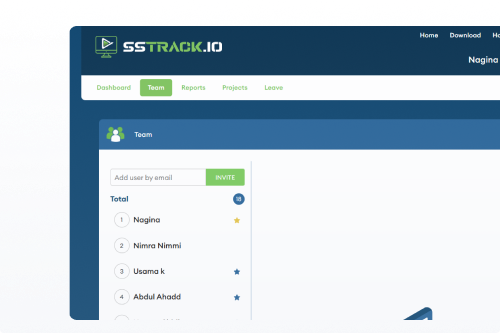 SSTRACK.IO
Home Download
Nagina
Dashboard Team Reports Projects Leave
Team
Add user by email INVITE
Total 18
1 Nagina
2 Nimra Nimmi
3 Usama k
4 Abdul Ahadd